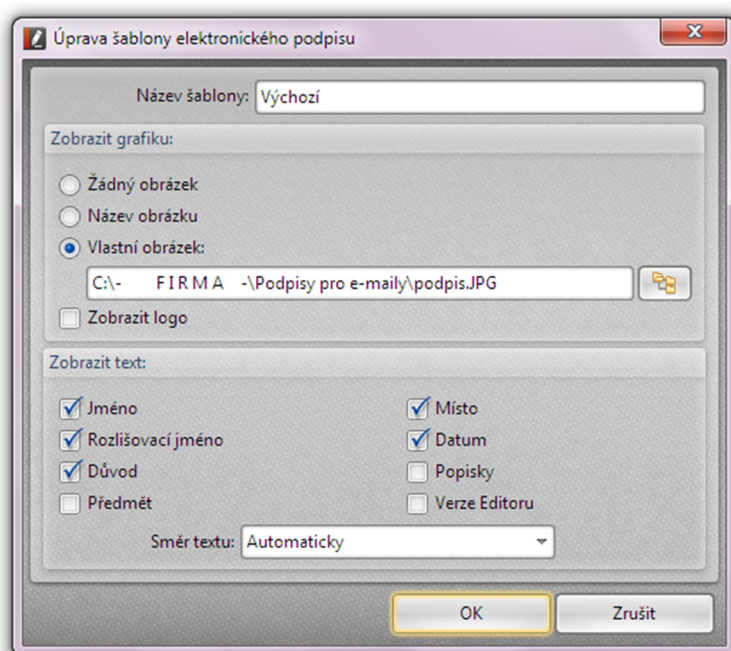 Úprava šablony elektronického podpisu
Název šablony: Výchozí
Zobrazit grafiku:
Žádný obrázek
Název obrázku
Vlastní obrázek:
C:\- F I R M A -\Podpisy pro e-maily\podpis.JPG
Zobrazit logo
Zobrazit text:
Jméno Místo
Rozlišovací jméno Datum
Důvod Popisky
Předmět Verze Editoru
Směr textu: Automaticky
OK Zrušit